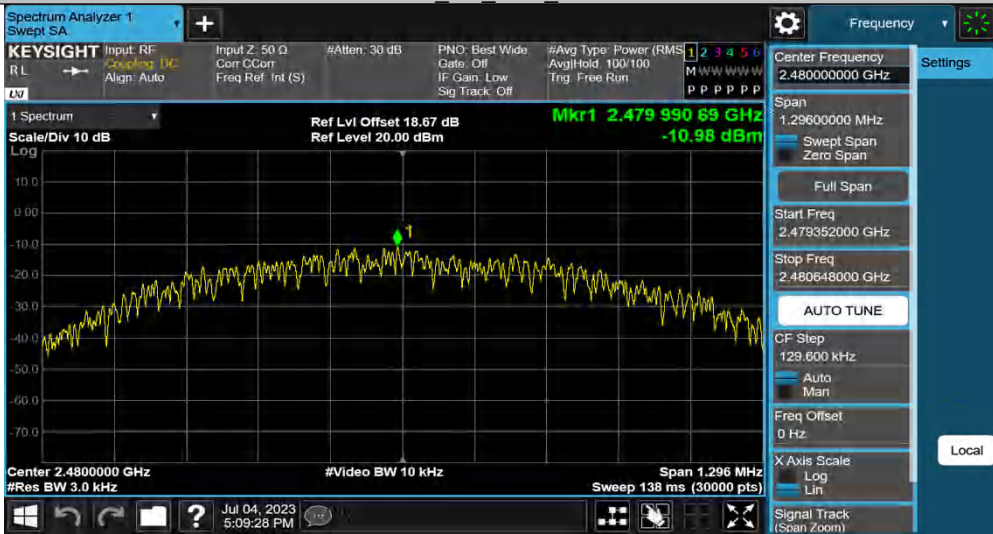 Spectrum Analyzer 1
Swept SA
+
Frequency
KEYSIGHT
RL
LXI
Input: RF
Coupling: DC
Align: Auto
Input Z: 50 Ω
Corr CCorr
Freq Ref: Int (S)
#Atten: 30 dB
PNO: Best Wide
Gate: Off
IF Gain: Low
Sig Track: Off
#Avg Type: Power (RMS
Avg|Hold: 100/100
Trig: Free Run
1 2 3 4 5 6
M W W W W W
P P P P P P
1 Spectrum
Scale/Div 10 dB
Log
Ref Lvl Offset 18.67 dB
Ref Level 20.00 dBm
Mkr1 2.479 990 69 GHz
-10.98 dBm
10.0
0.00
-10.0
-20.0
-30.0
-40.0
-50.0
-60.0
-70.0
1
Center 2.4800000 GHz
#Res BW 3.0 kHz
#Video BW 10 kHz
Span 1.296 MHz
Sweep 138 ms (30000 pts)
?
Jul 04, 2023
5:09:28 PM
Center Frequency
2.480000000 GHz
Span
1.29600000 MHz
Swept Span
Zero Span
Full Span
Start Freq
2.479352000 GHz
Stop Freq
2.480648000 GHz
AUTO TUNE
CF Step
129.600 kHz
Auto
Man
Freq Offset
0 Hz
X Axis Scale
Log
Lin
Signal Track
(Span Zoom)
Settings
Local